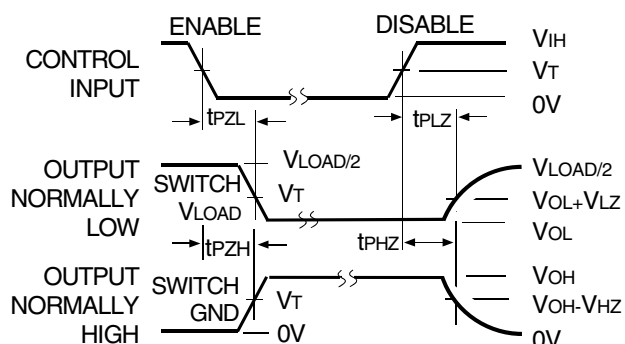 ENABLE
DISABLE
CONTROL
INPUT
VIH
VT
0V
tPZL
tPLZ
OUTPUT
NORMALLY
LOW
SWITCH
VLOAD
VLOAD/2
VT
VLOAD/2
VOL+VLZ
VOL
tPZH
tPHZ
OUTPUT
NORMALLY
HIGH
SWITCH
GND
VT
0V
VOH
VOH-VHZ
0V